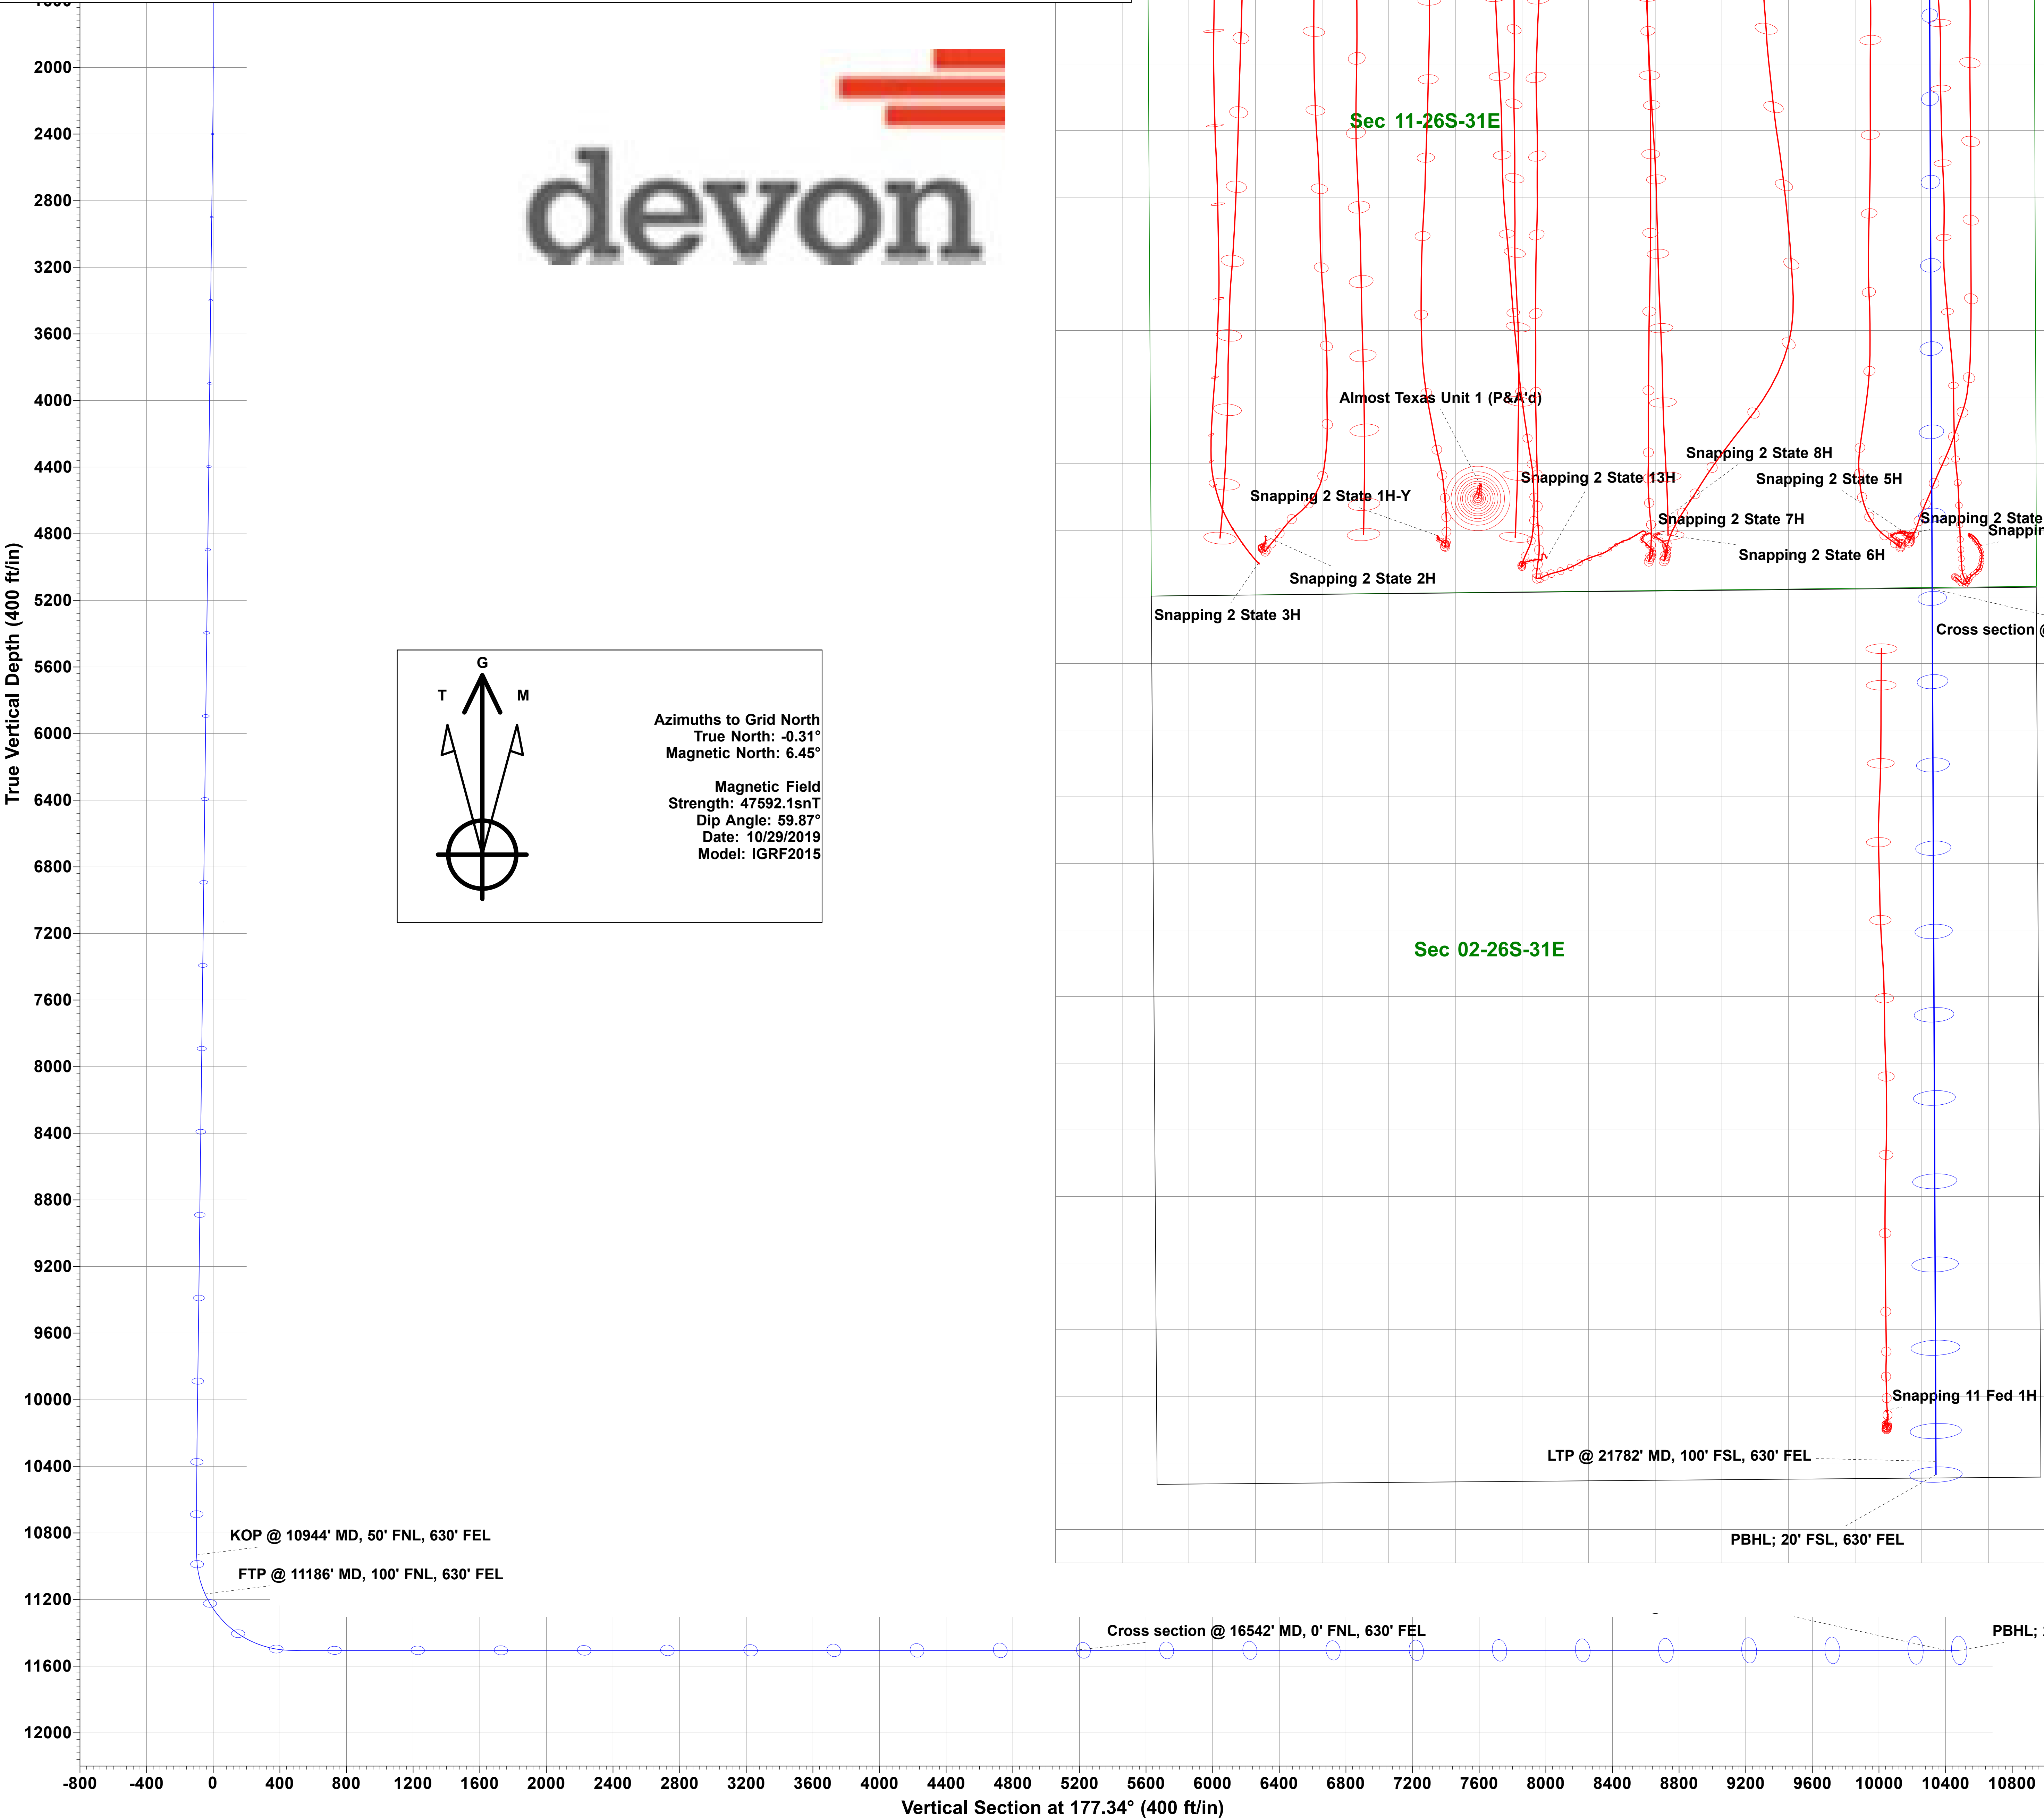 devon
Sec 11-26S-31E
2000
2400
2800
3200
3600
4000
4400
4800
5200
5600
6000
6400
6800
7200
7600
8000
8400
8800
9200
9600
10000
10400
10800
11200
11600
12000
True Vertical Depth (400 ft/in)
Almost Texas Unit 1 (P&A'd)
Snapping 2 State 8H
Snapping 2 State 13H
Snapping 2 State 5H
Snapping 2 State 1H-Y
Snapping 2 State 7H
Snapping 2 State
Snappin
Snapping 2 State 6H
Snapping 2 State 2H
Snapping 2 State 3H
Cross section @
G
T M
Azimuths to Grid North
True North: -0.31°
Magnetic North: 6.45°
Magnetic Field
Strength: 47592.1snT
Dip Angle: 59.87°
Date: 10/29/2019
Model: IGRF2015
Sec 02-26S-31E
Snapping 11 Fed 1H
LTP @ 21782' MD, 100' FSL, 630' FEL
PBHL; 20' FSL, 630' FEL
KOP @ 10944' MD, 50' FNL, 630' FEL
FTP @ 11186' MD, 100' FNL, 630' FEL
Cross section @ 16542' MD, 0' FNL, 630' FEL
PBHL;
-800 -400 0 400 800 1200 1600 2000 2400 2800 3200 3600 4000 4400 4800 5200 5600 6000 6400 6800 7200 7600 8000 8400 8800 9200 9600 10000 10400 10800
Vertical Section at 177.34° (400 ft/in)